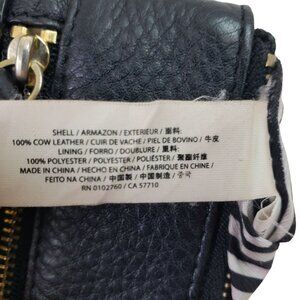 SHELL / ARMAZON / EXTERIEUR / 面料:
100% COW LEATHER / CUIR DE VACHE / PIEL DE BOVINO / 牛皮
LINING / FORRO / DOUBLURE / 里料:
100% POLYESTER / POLYESTER / POLIÉSTER / 聚酯纤维
MADE IN CHINA / HECHO EN CHINA / FABRIQUE EN CHINE /
FEITO NA CHINA / 中国製 / 中国制造 / 중국
RN 0102760 / CA 57710